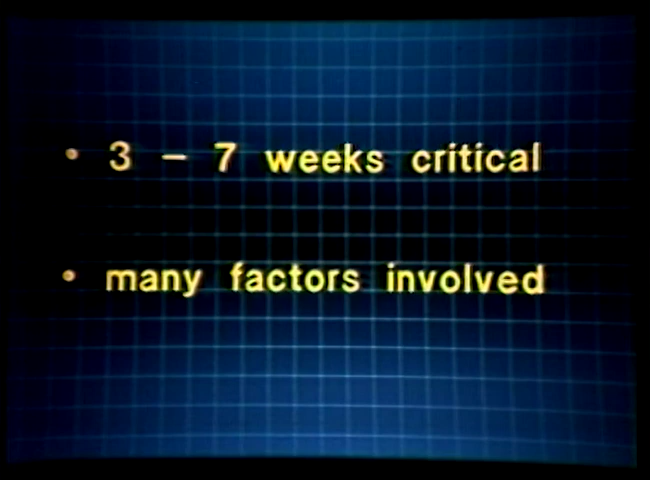 • 3 – 7 weeks critical
• many factors involved